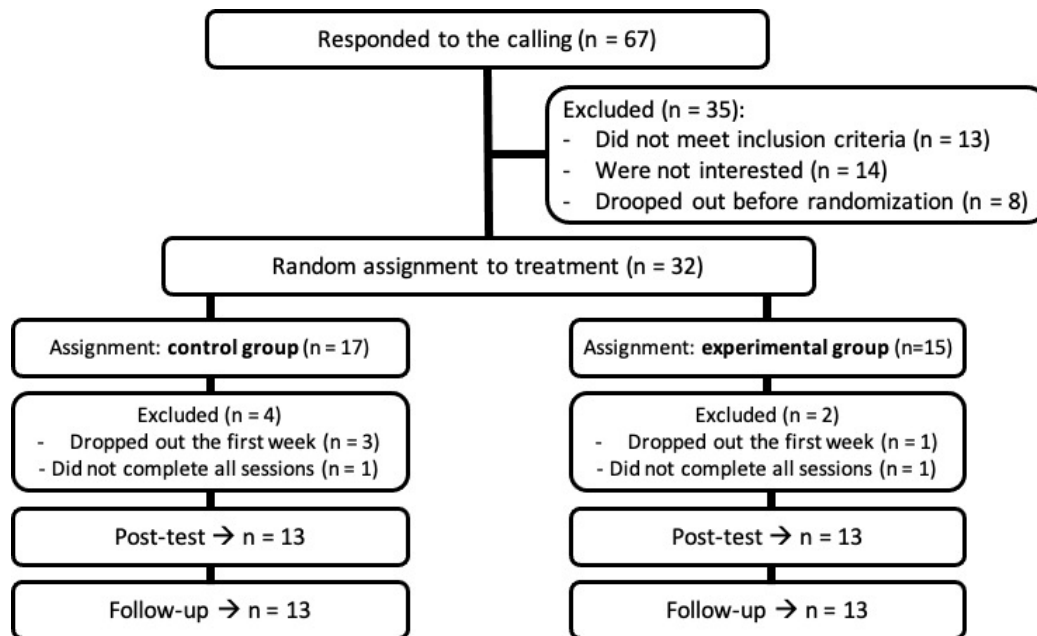 Responded to the calling (n = 67)
Excluded (n = 35):
- Did not meet inclusion criteria (n = 13)
- Were not interested (n = 14)
- Drooped out before randomization (n = 8)
Random assignment to treatment (n = 32)
Assignment: control group (n = 17)
Excluded (n = 4)
- Dropped out the first week (n = 3)
- Did not complete all sessions (n = 1)
Post-test → n = 13
Follow-up → n = 13
Assignment: experimental group (n=15)
Excluded (n = 2)
- Dropped out the first week (n = 1)
- Did not complete all sessions (n = 1)
Post-test → n = 13
Follow-up → n = 13